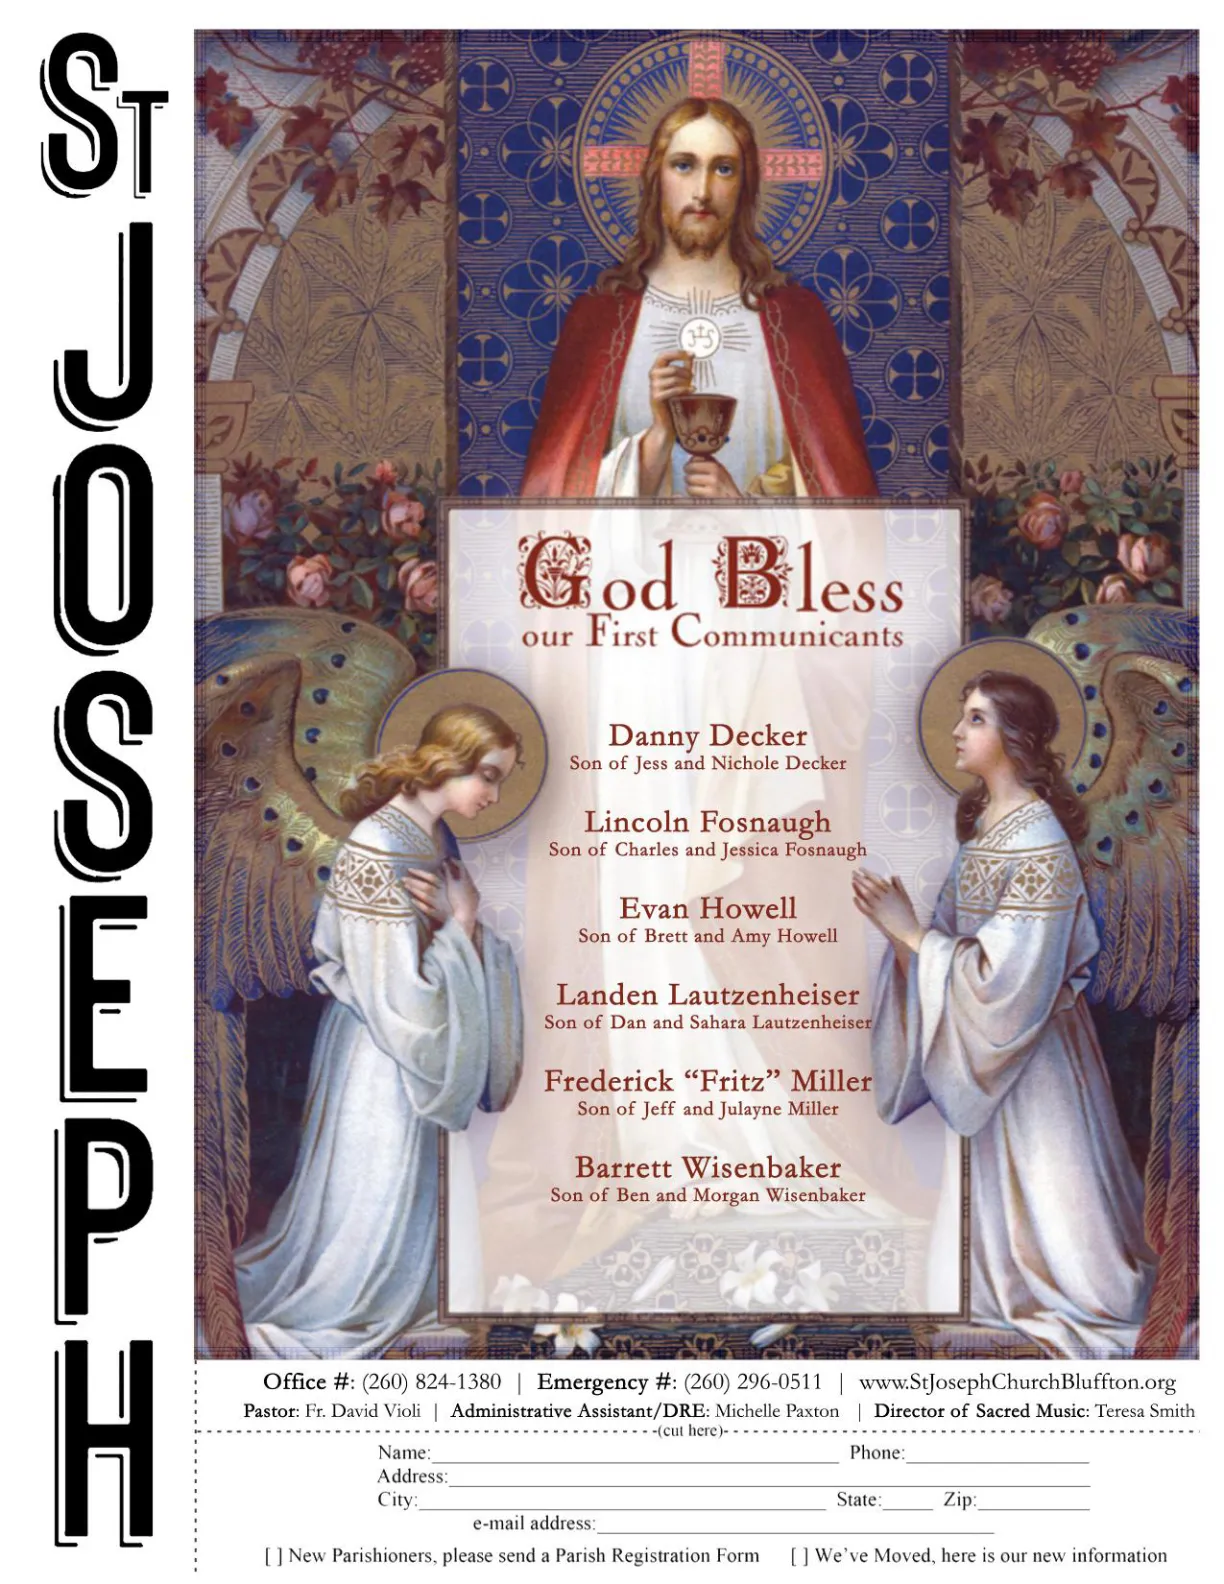 ST JOSEPH
God Bless
our First Communicants
Danny Decker
Son of Jess and Nichole Decker
Lincoln Fosnaugh
Son of Charles and Jessica Fosnaugh
Evan Howell
Son of Brett and Amy Howell
Landen Lautzenheiser
Son of Dan and Sahara Lautzenheiser
Frederick “Fritz” Miller
Son of Jeff and Julayne Miller
Barrett Wisenbaker
Son of Ben and Morgan Wisenbaker
Office #: (260) 824-1380 | Emergency #: (260) 296-0511 | www.StJosephChurchBluffton.org
Pastor: Fr. David Violi | Administrative Assistant/DRE: Michelle Paxton | Director of Sacred Music: Teresa Smith
(cut here)
Name: Phone:
Address:
City: State: Zip:
e-mail address:
[ ] New Parishioners, please send a Parish Registration Form [ ] We’ve Moved, here is our new information